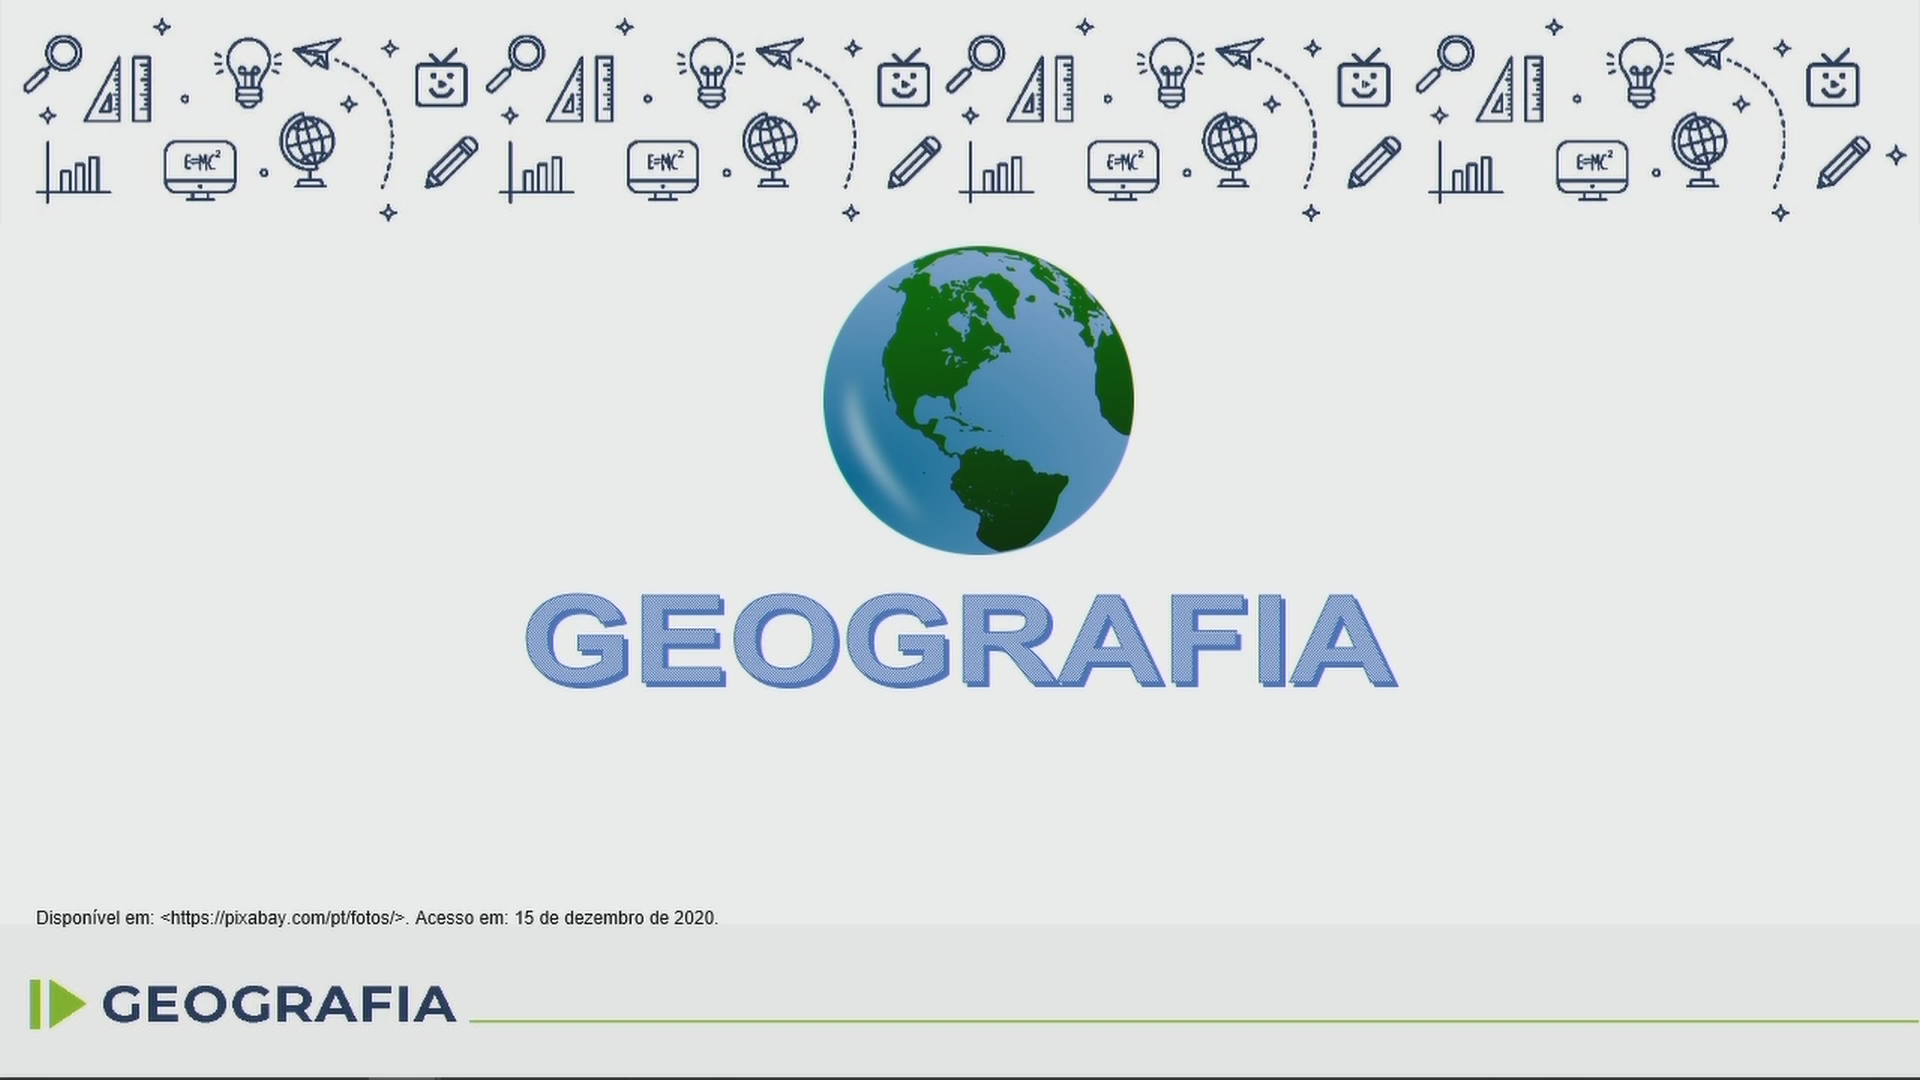 E=MC² E=MC² E=MC² E=MC²
GEOGRAFIA
Disponível em: <https://pixabay.com/pt/fotos/>. Acesso em: 15 de dezembro de 2020.
GEOGRAFIA